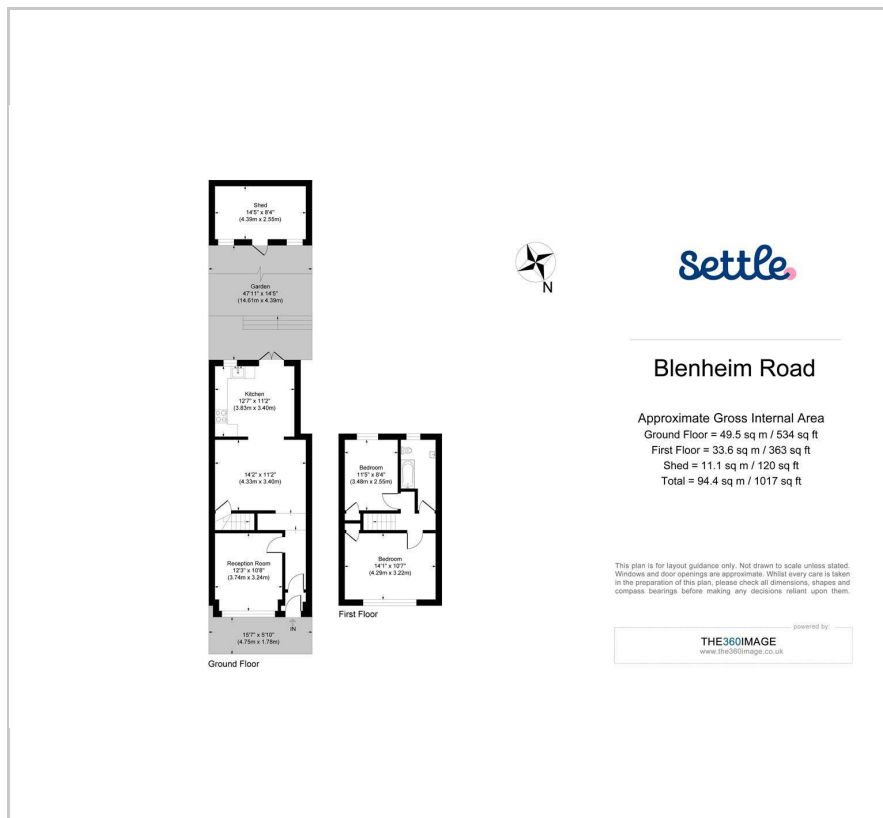 Shed
14'5" x 8'4"
(4.39m x 2.55m)
Garden
47'11" x 14'5"
(14.61m x 4.39m)
Kitchen
12'7" x 11'2"
(3.83m x 3.40m)
14'2" x 11'2"
(4.33m x 3.40m)
Reception Room
12'3" x 10'8"
(3.74m x 3.24m)
IN
15'7" x 5'10"
(4.75m x 1.78m)
Ground Floor
Bedroom
11'5" x 8'4"
(3.48m x 2.55m)
Bedroom
14'1" x 10'7"
(4.29m x 3.22m)
First Floor
N
settle
Blenheim Road
Approximate Gross Internal Area
Ground Floor = 49.5 sq m / 534 sq ft
First Floor = 33.6 sq m / 363 sq ft
Shed = 11.1 sq m / 120 sq ft
Total = 94.4 sq m / 1017 sq ft
This plan is for layout guidance only. Not drawn to scale unless stated.
Windows and door openings are approximate. Whilst every care is taken
in the preparation of this plan, please check all dimensions, shapes and
compass bearings before making any decisions reliant upon them.
powered by:
THE360IMAGE
www.the360image.co.uk